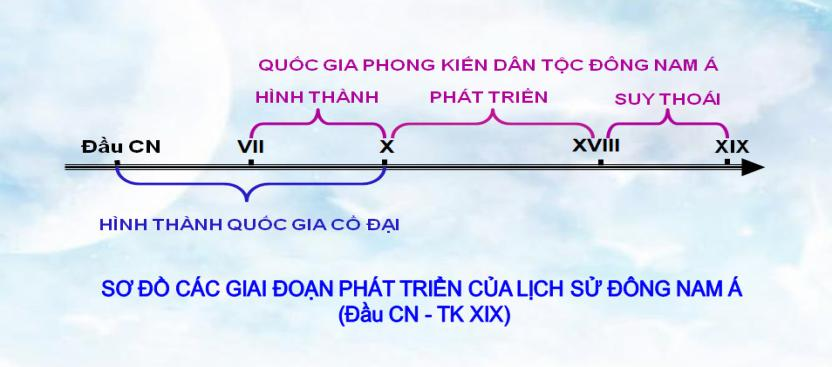 QUỐC GIA PHONG KIẾN DÂN TỘC ĐÔNG NAM Á
HÌNH THÀNH PHÁT TRIỂN SUY THOÁI
Đầu CN VII X XVIII XIX
HÌNH THÀNH QUỐC GIA CỔ ĐẠI
SƠ ĐỒ CÁC GIAI ĐOẠN PHÁT TRIỂN CỦA LỊCH SỬ ĐÔNG NAM Á
(Đầu CN - TK XIX)